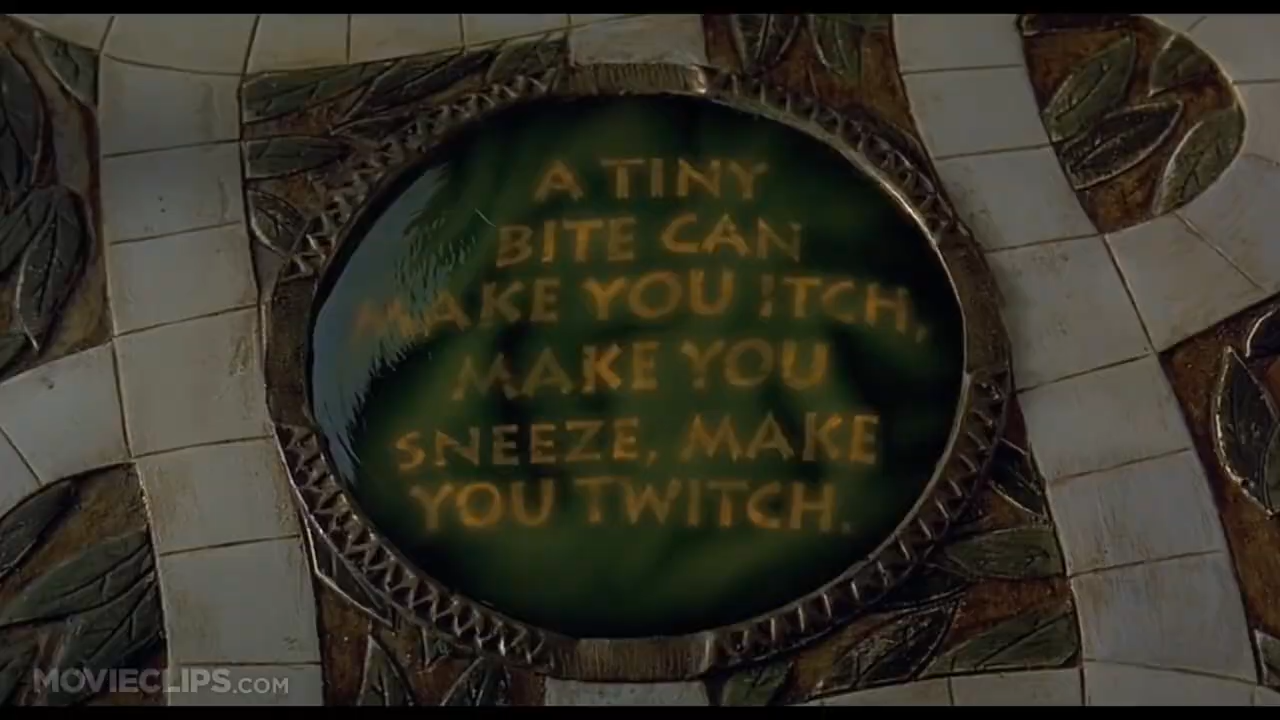 A TINY
BITE CAN
MAKE YOU ITCH,
MAKE YOU
SNEEZE, MAKE
YOU TWITCH.
MOVIECLIPS.COM